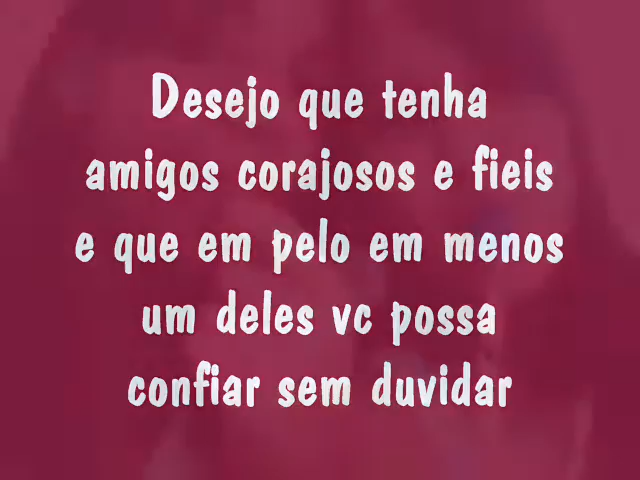 Desejo que tenha
amigos corajosos e fieis
e que em pelo em menos
um deles vc possa
confiar sem duvidar